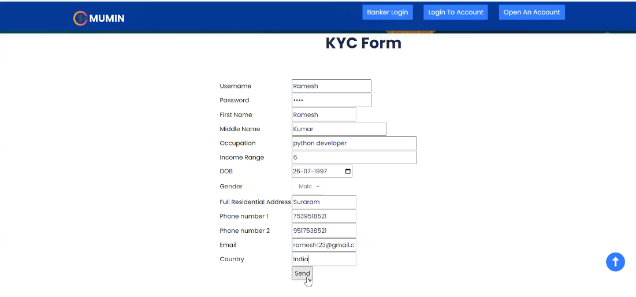 MUMIN
Banker Login Login To Account Open An Account
KYC Form
Username Ramesh
Password ••••
First Name Ramesh
Middle Name Kumar
Occupation python developer
Income Range 6
DOB 26-07-1997
Gender Male
Full Residential Address Suraram
Phone number 1 7539518521
Phone number 2 9517538521
Email ramesh123@gmail.c
Country India
Send